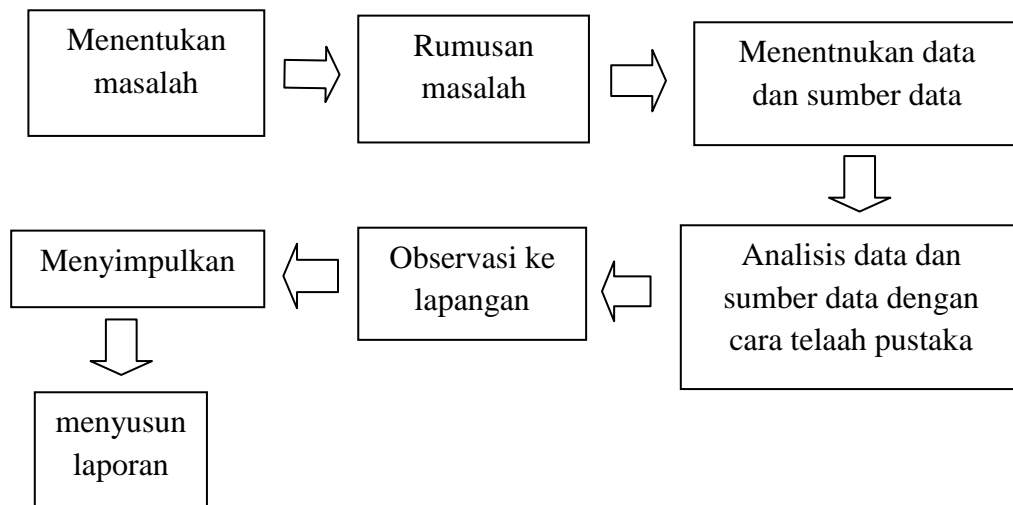 Menentukan
masalah
Rumusan
masalah
Menentnukan data
dan sumber data
Analisis data dan
sumber data dengan
cara telaah pustaka
Observasi ke
lapangan
Menyimpulkan
menyusun
laporan